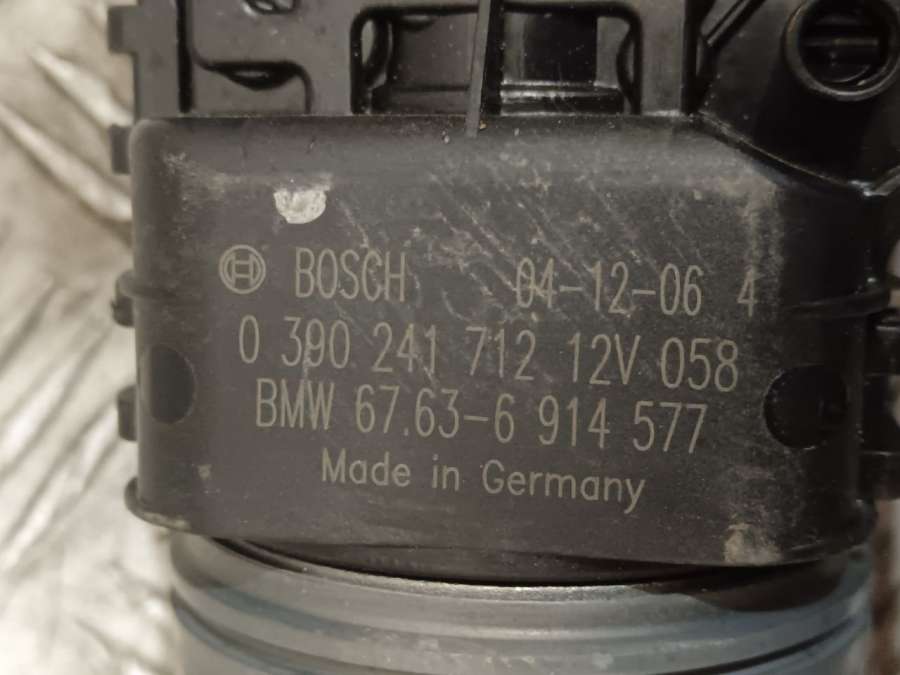 BOSCH 04-12-06 4
0 390 241 712 12V 058
BMW 67.63-6 914 577
Made in Germany